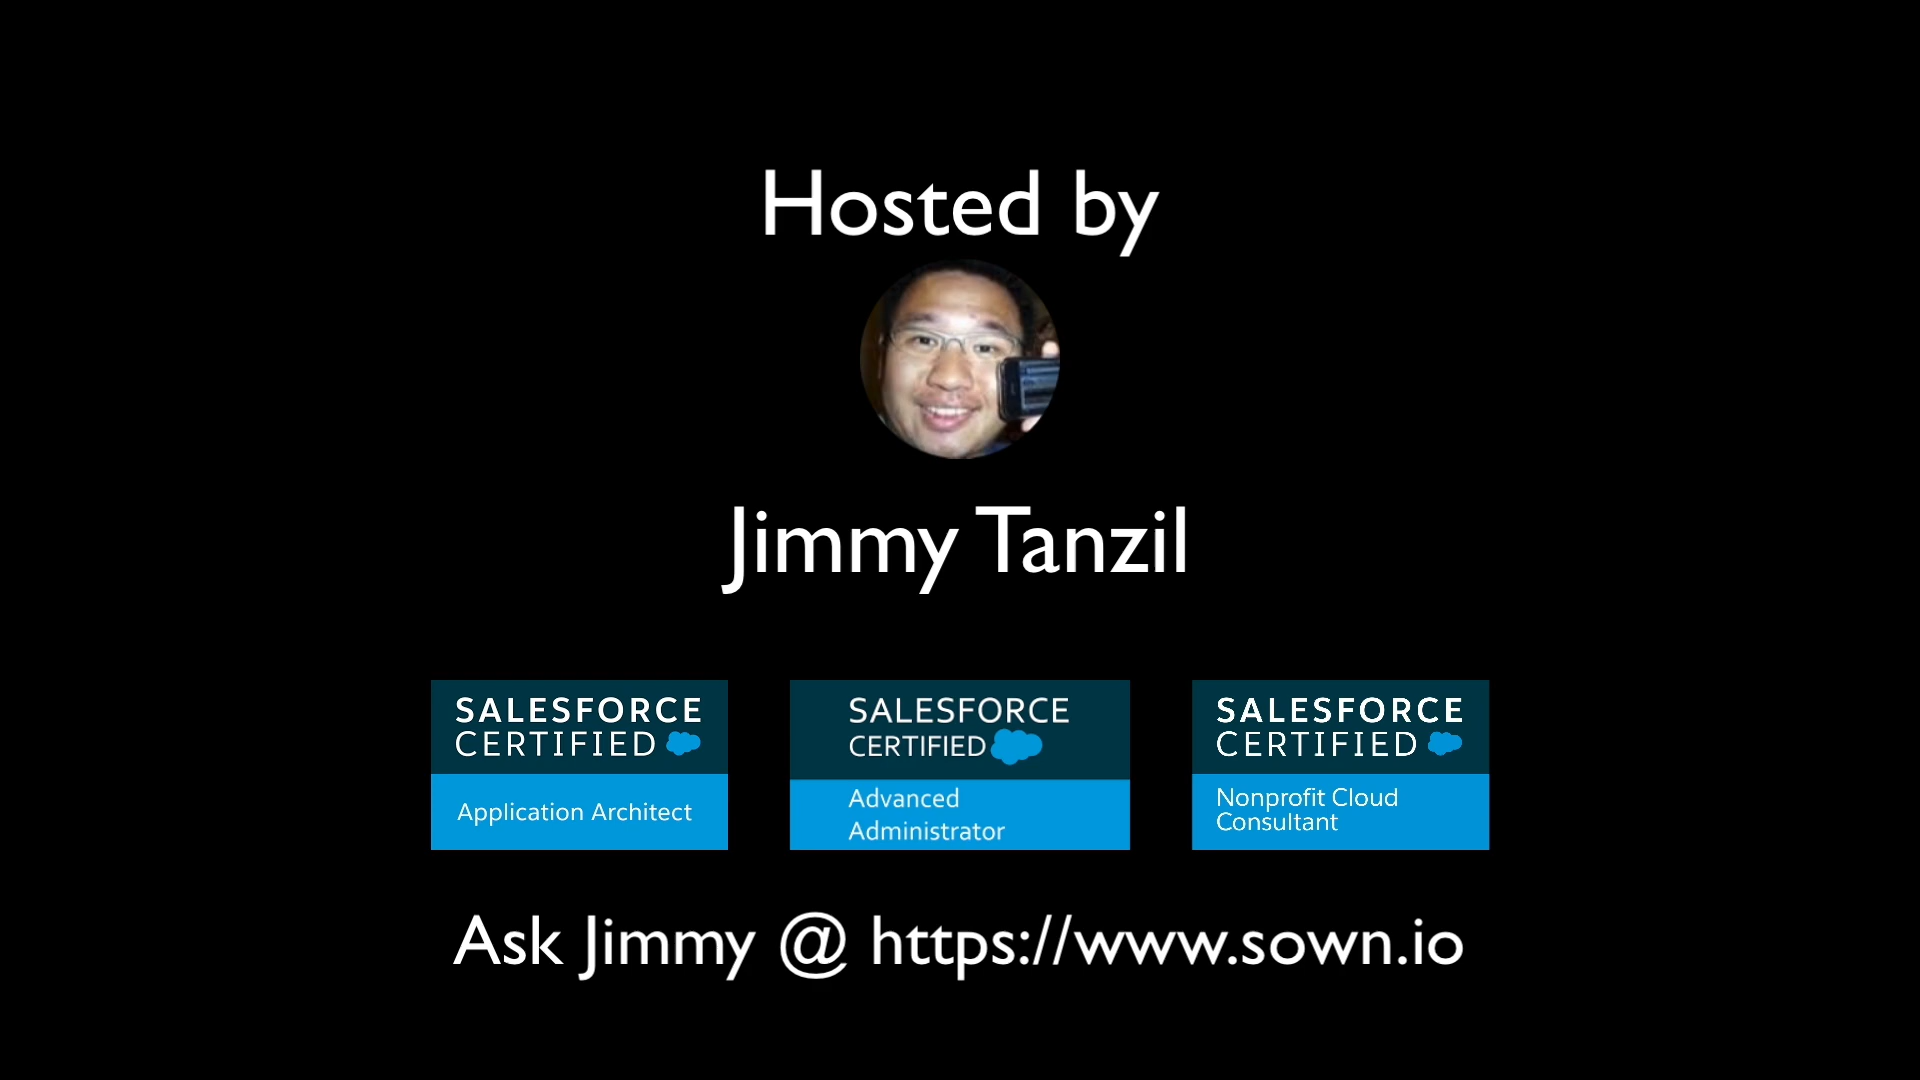 Hosted by
Jimmy Tanzil
SALESFORCE
CERTIFIED
Application Architect
SALESFORCE
CERTIFIED
Advanced
Administrator
SALESFORCE
CERTIFIED
Nonprofit Cloud
Consultant
Ask Jimmy @ https://www.sown.io